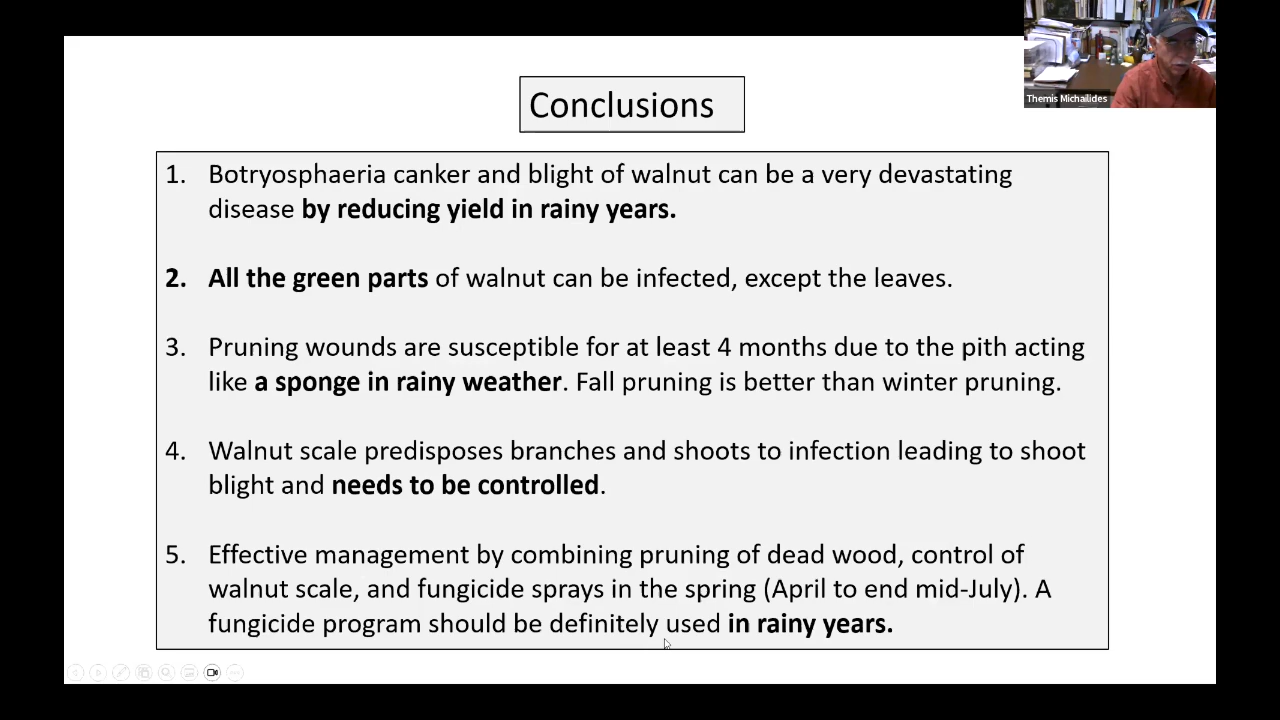 Themis Michailides
Conclusions
1. Botryosphaeria canker and blight of walnut can be a very devastating
disease by reducing yield in rainy years.
2. All the green parts of walnut can be infected, except the leaves.
3. Pruning wounds are susceptible for at least 4 months due to the pith acting
like a sponge in rainy weather. Fall pruning is better than winter pruning.
4. Walnut scale predisposes branches and shoots to infection leading to shoot
blight and needs to be controlled.
5. Effective management by combining pruning of dead wood, control of
walnut scale, and fungicide sprays in the spring (April to end mid-July). A
fungicide program should be definitely used in rainy years.